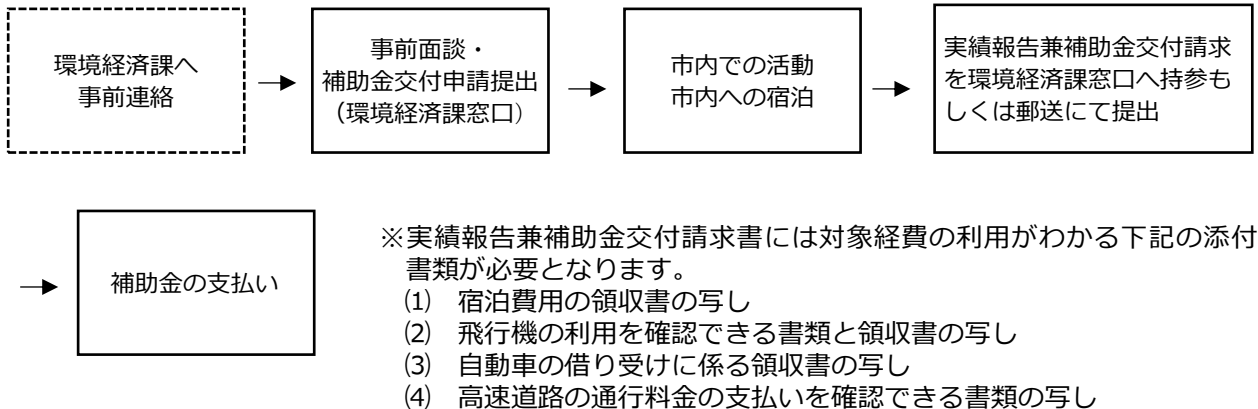 環境経済課へ
事前連絡
事前面談・
補助金交付申請提出
（環境経済課窓口）
市内での活動
市内への宿泊
実績報告兼補助金交付請求
を環境経済課窓口へ持参も
しくは郵送にて提出
補助金の支払い
※実績報告兼補助金交付請求書には対象経費の利用がわかる下記の添付
書類が必要となります。
⑴　宿泊費用の領収書の写し
⑵　飛行機の利用を確認できる書類と領収書の写し
⑶　自動車の借り受けに係る領収書の写し
⑷　高速道路の通行料金の支払いを確認できる書類の写し